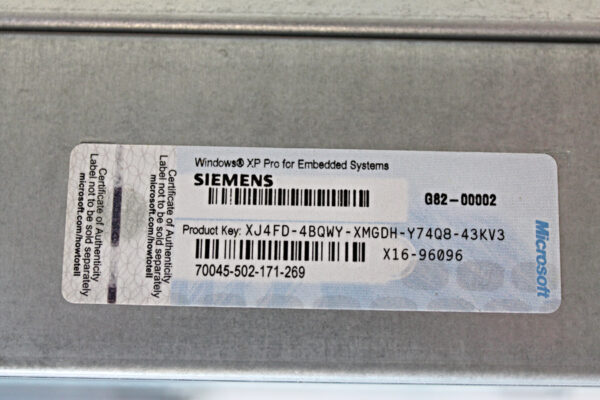 Certificate of Authenticity
Label not to be sold separately
microsoft.com/howtotell
Certificate of Authenticity
Label not to be sold separately
microsoft.com/howtotell
Windows® XP Pro for Embedded Systems
SIEMENS
G82-00002
Product Key: XJ4FD-4BQWY-XMGDH-Y74Q8-43KV3
X16-96096
70045-502-171-269
Microsoft